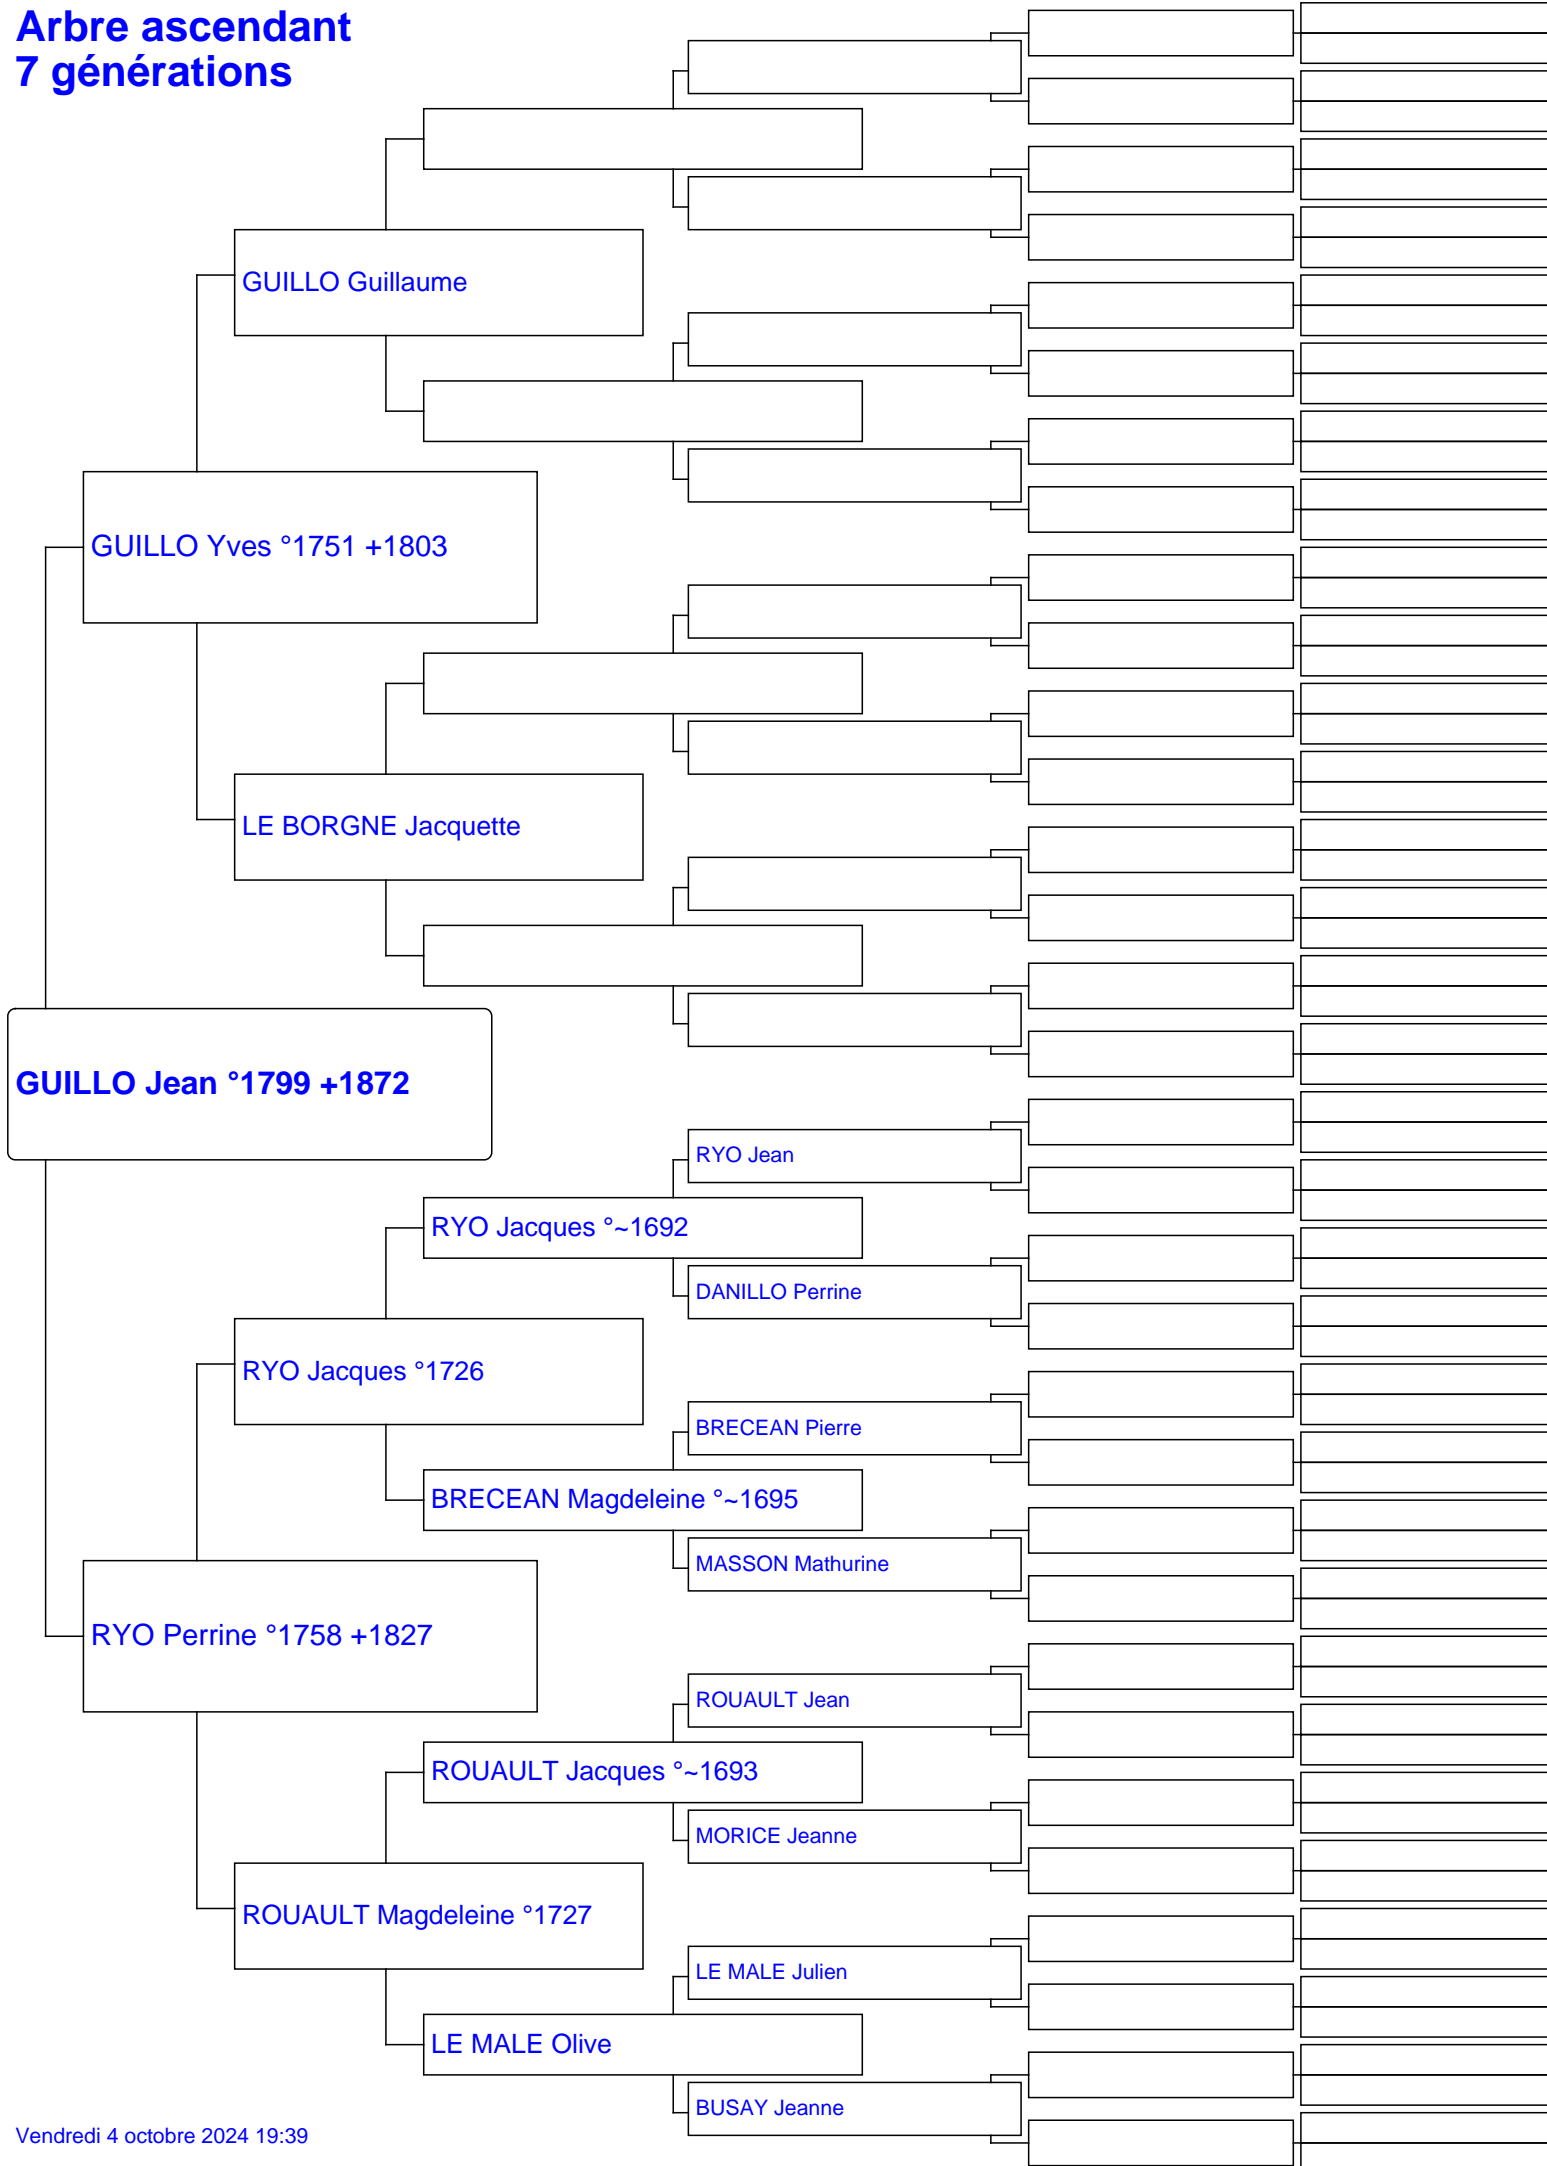 Arbre ascendant
7 générations
GUILLO Guillaume
GUILLO Yves °1751 +1803
LE BORGNE Jacquette
GUILLO Jean °1799 +1872
RYO Jean
RYO Jacques °~1692
DANILLO Perrine
RYO Jacques °1726
BRECEAN Pierre
BRECEAN Magdeleine °~1695
MASSON Mathurine
RYO Perrine °1758 +1827
ROUAULT Jean
ROUAULT Jacques °~1693
MORICE Jeanne
ROUAULT Magdeleine °1727
LE MALE Julien
LE MALE Olive
BUSAY Jeanne
Vendredi 4 octobre 2024 19:39